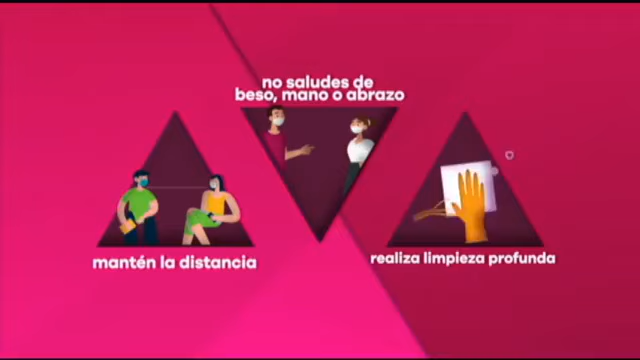 no saludes de
beso, mano o abrazo
mantén la distancia
realiza limpieza profunda